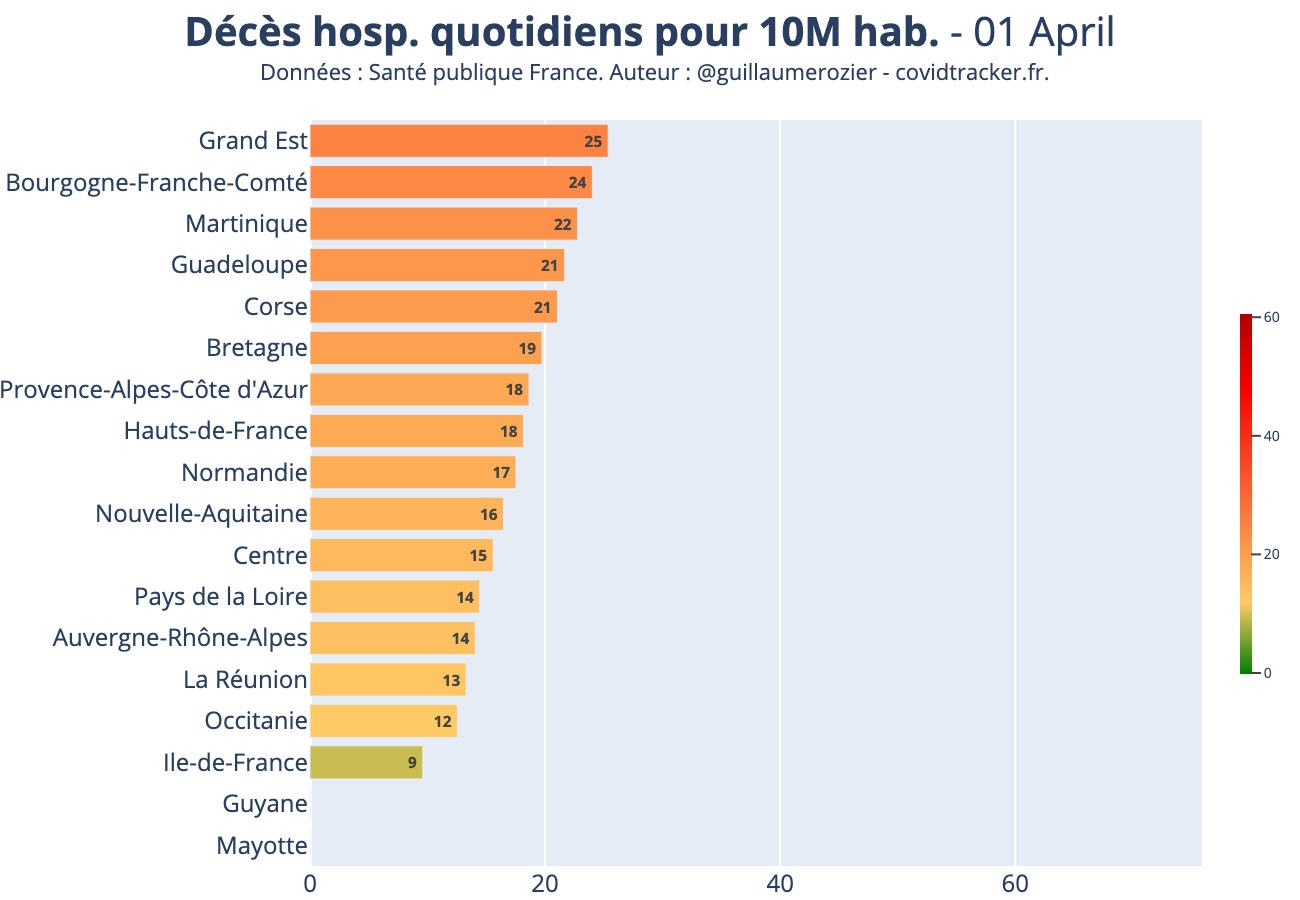 Décès hosp. quotidiens pour 10M hab. - 01 April
Données : Santé publique France. Auteur : @guillaumerozier - covidtracker.fr.
Grand Est 25
Bourgogne-Franche-Comté 24
Martinique 22
Guadeloupe 21
Corse 21
Bretagne 19
Provence-Alpes-Côte d'Azur 18
Hauts-de-France 18
Normandie 17
Nouvelle-Aquitaine 16
Centre 15
Pays de la Loire 14
Auvergne-Rhône-Alpes 14
La Réunion 13
Occitanie 12
Ile-de-France 9
Guyane
Mayotte
0 20 40 60
60
40
20
0